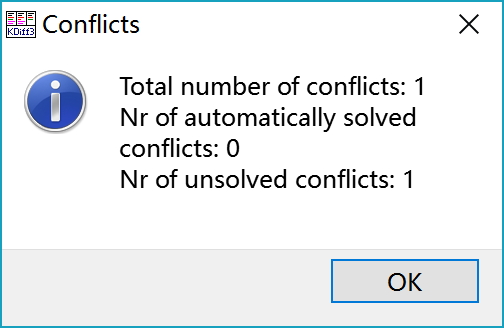 KDiff3
Conflicts
Total number of conflicts: 1
Nr of automatically solved
conflicts: 0
Nr of unsolved conflicts: 1
OK